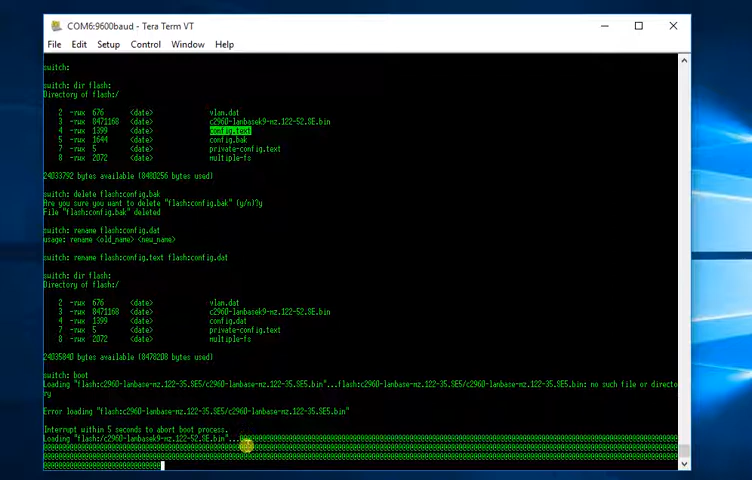 COM6:9600baud - Tera Term VT
File Edit Setup Control Window Help
switch:
switch: dir flash:
Directory of flash:/
2 -rwx 676 <date> vlan.dat
3 -rwx 8471168 <date> c2960-lanbasek9-mz.122-52.SE.bin
4 -rwx 1399 <date> config.text
5 -rwx 1644 <date> config.bak
7 -rwx 5 <date> private-config.text
8 -rwx 2072 <date> multiple-fs
24033792 bytes available (8480256 bytes used)
switch: delete flash:config.bak
Are you sure you want to delete "flash:config.bak" (y/n)?y
File "flash:config.bak" deleted
switch: rename flash:config.dat
usage: rename <old_name> <new_name>
switch: rename flash:config.text flash:config.dat
switch: dir flash:
Directory of flash:/
2 -rwx 676 <date> vlan.dat
3 -rwx 8471168 <date> c2960-lanbasek9-mz.122-52.SE.bin
4 -rwx 1399 <date> config.dat
7 -rwx 5 <date> private-config.text
8 -rwx 2072 <date> multiple-fs
24035840 bytes available (8478208 bytes used)
switch: boot
Loading "flash:c2960-lanbase-mz.122-35.SE5/c2960-lanbase-mz.122-35.SE5.bin"...flash:c2960-lanbase-mz.122-35.SE5/c2960-lanbase-mz.122-35.SE5.bin: no such file or directo
ry
Error loading "flash:c2960-lanbase-mz.122-35.SE5/c2960-lanbase-mz.122-35.SE5.bin"
Interrupt within 5 seconds to abort boot process.
Loading "flash:/c2960-lanbasek9-mz.122-52.SE.bin"...